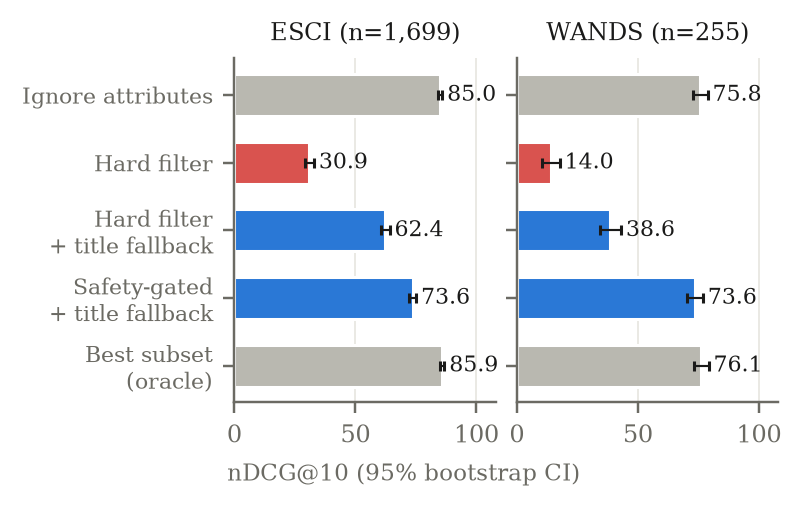 ESCI (n=1,699)
WANDS (n=255)
Ignore attributes
85.0
75.8
Hard filter
30.9
14.0
Hard filter
+ title fallback
62.4
38.6
Safety-gated
+ title fallback
73.6
73.6
Best subset
(oracle)
85.9
76.1
0 50 100
0 50 100
nDCG@10 (95% bootstrap CI)